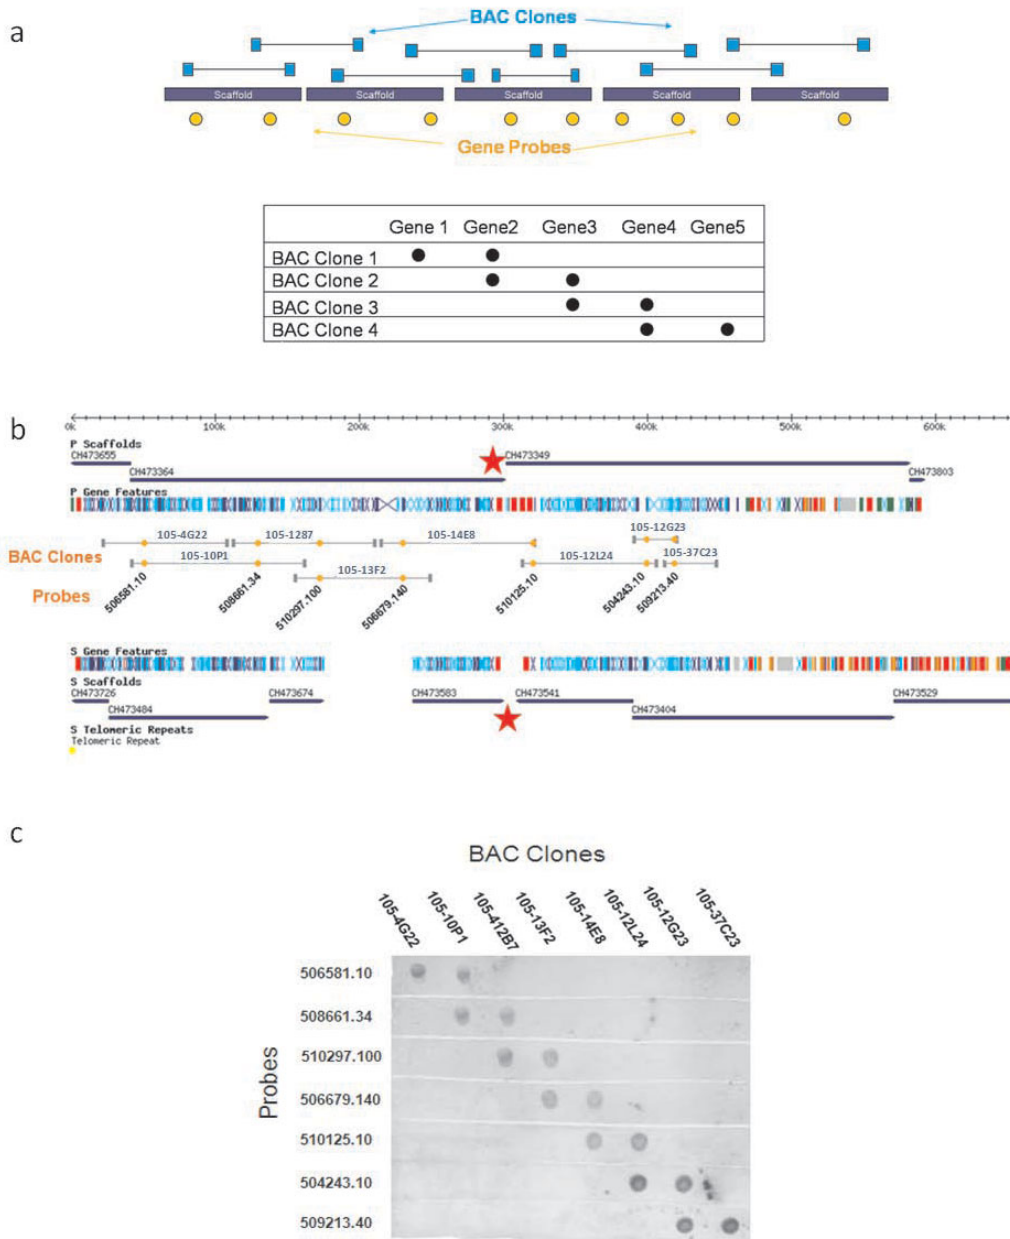 a
BAC Clones
Scaffold Scaffold Scaffold Scaffold Scaffold
Gene Probes
Gene 1 Gene2 Gene3 Gene4 Gene5
BAC Clone 1
BAC Clone 2
BAC Clone 3
BAC Clone 4
b
0k 100k 200k 300k 400k 500k 600k
P Scaffolds
CH473655 CH473349
CH473364 CH473803
P Gene Features
105-4G22 105-1287 105-14E8 105-12G23
BAC Clones
105-10P1 105-13F2 105-12L24 105-37C23
Probes
506581.10 508661.34 510297.100 506679.140 510125.10 504243.10 509213.40
S Gene Features
S Scaffolds
CH473726 CH473674 CH473583 CH473541 CH473529
CH473484 CH473404
S Telomeric Repeats
Telomeric Repeat
c
BAC Clones
105-4G22 105-10P1 105-412B7 105-13F2 105-14E8 105-12L24 105-12G23 105-37C23
Probes
506581.10
508661.34
510297.100
506679.140
510125.10
504243.10
509213.40